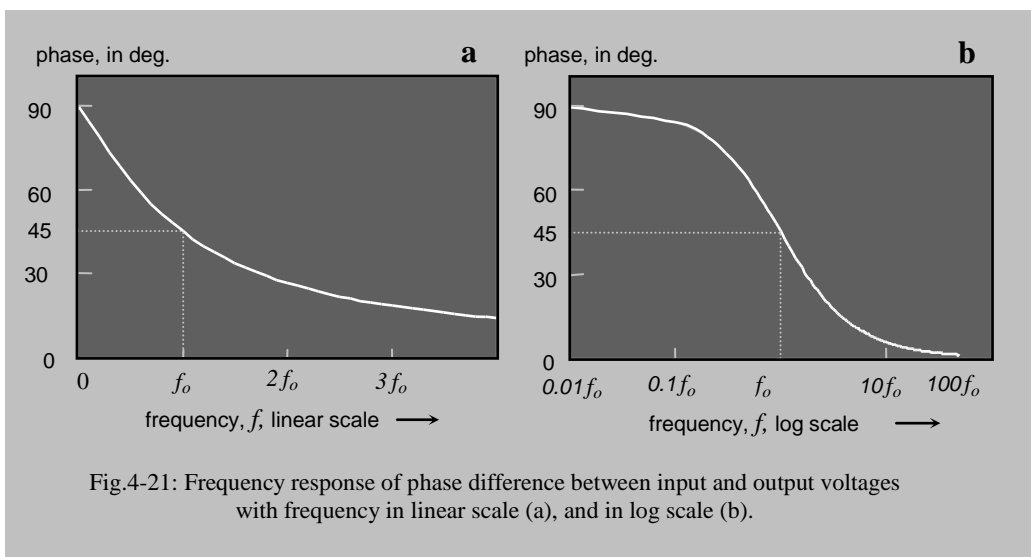 phase, in deg.
a
90
60
45
30
0
0
fo
2fo
3fo
frequency, f, linear scale
phase, in deg.
b
90
60
45
30
0
0.01fo
0.1fo
fo
10fo
100fo
frequency, f, log scale
Fig.4-21: Frequency response of phase difference between input and output voltages
with frequency in linear scale (a), and in log scale (b).